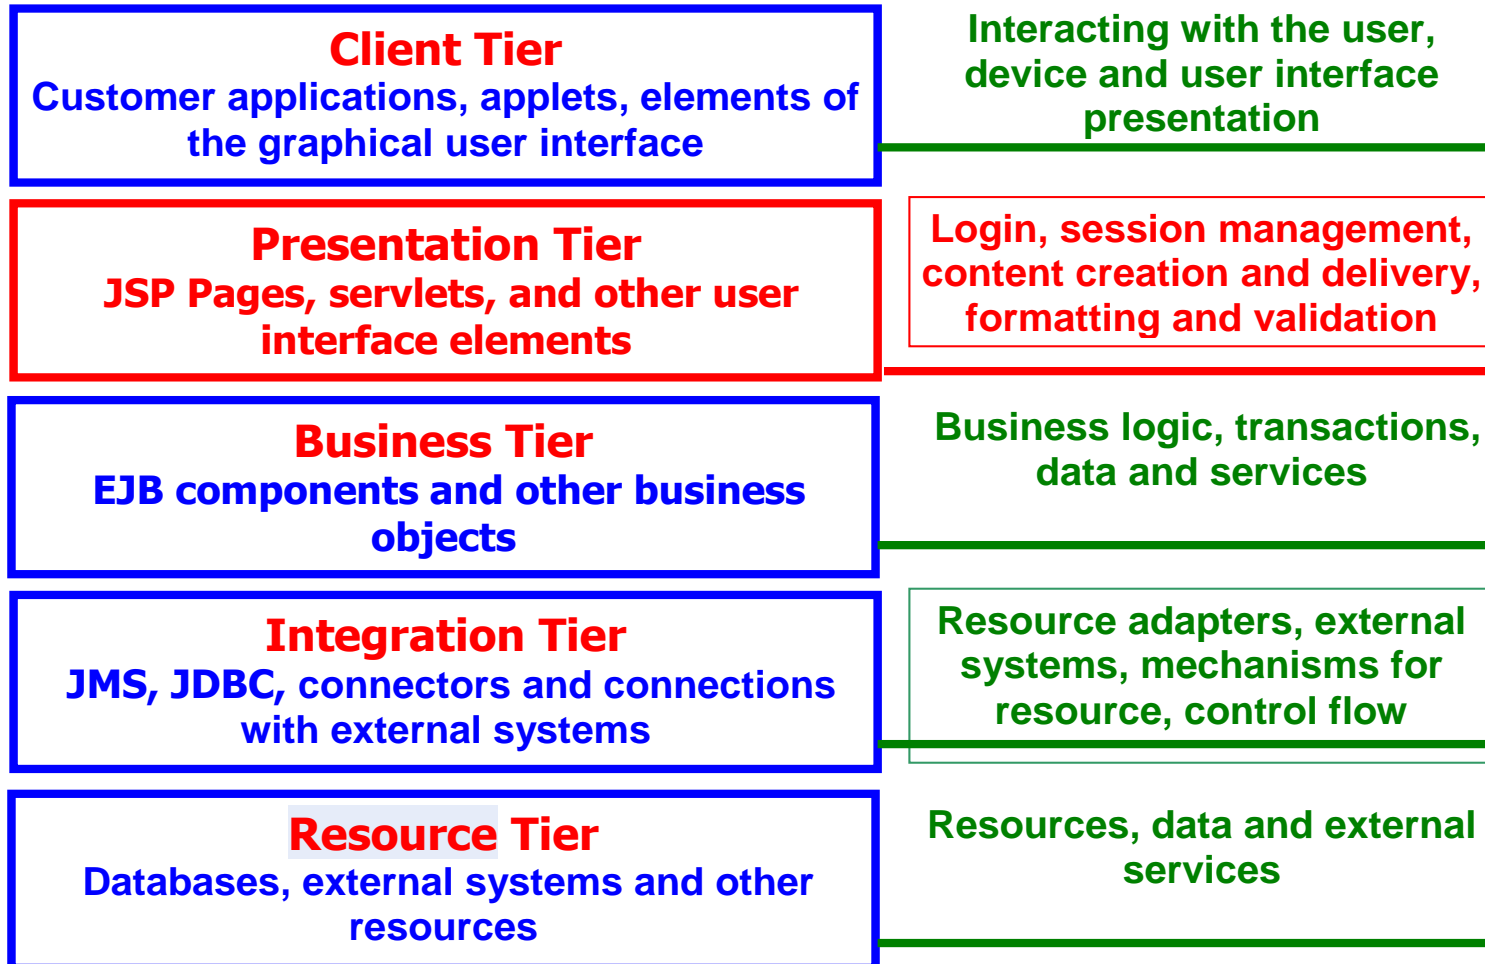 Client Tier
Customer applications, applets, elements of
the graphical user interface
Interacting with the user,
device and user interface
presentation
Presentation Tier
JSP Pages, servlets, and other user
interface elements
Login, session management,
content creation and delivery,
formatting and validation
Business Tier
EJB components and other business
objects
Business logic, transactions,
data and services
Integration Tier
JMS, JDBC, connectors and connections
with external systems
Resource adapters, external
systems, mechanisms for
resource, control flow
Resource Tier
Databases, external systems and other
resources
Resources, data and external
services